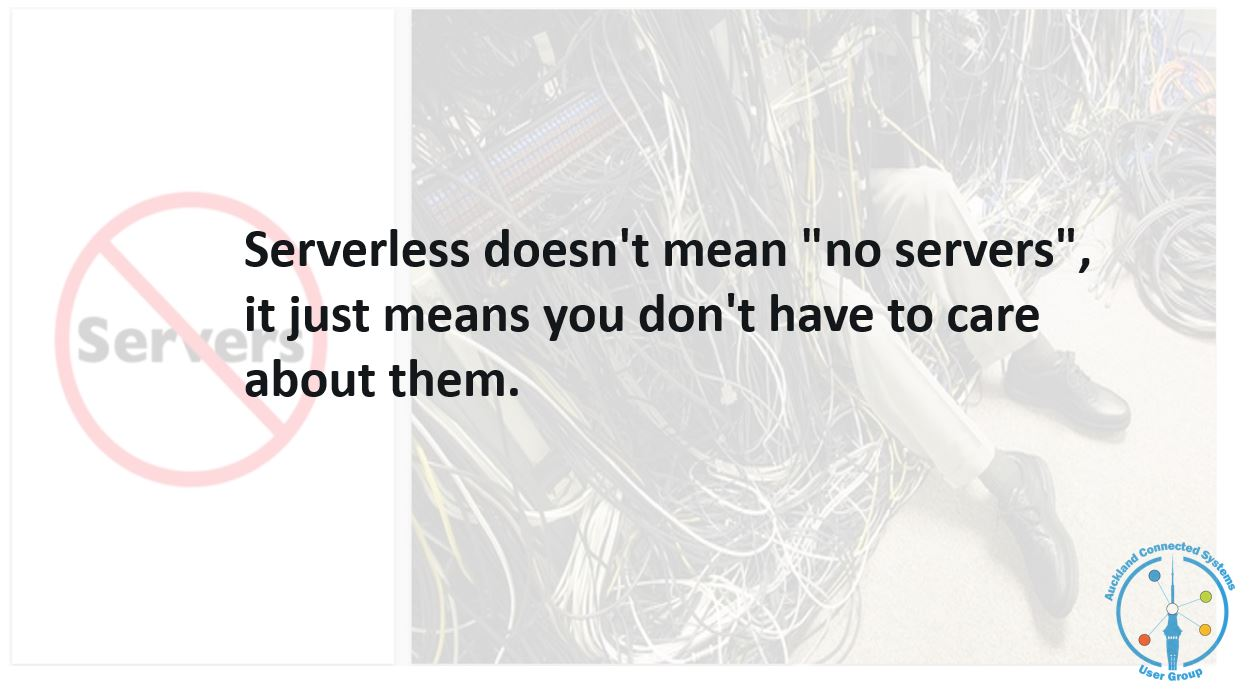 Serverless doesn't mean "no servers",
it just means you don't have to care
about them.
Servers
Auckland Connected Systems
User Group